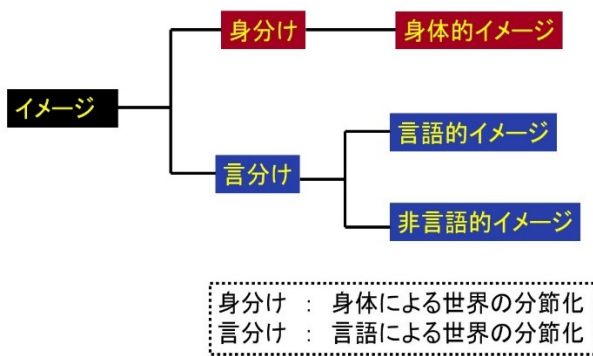 身分け
身体的イメージ
イメージ
言語的イメージ
言分け
非言語的イメージ
身分け : 身体による世界の分節化
言分け : 言語による世界の分節化